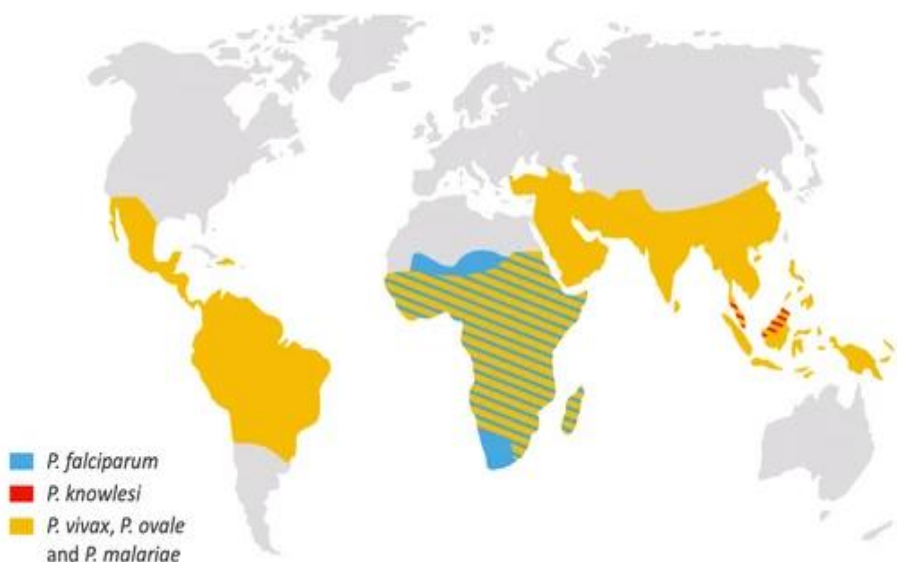 P. falciparum
P. knowlesi
P. vivax, P. ovale
and P. malariae